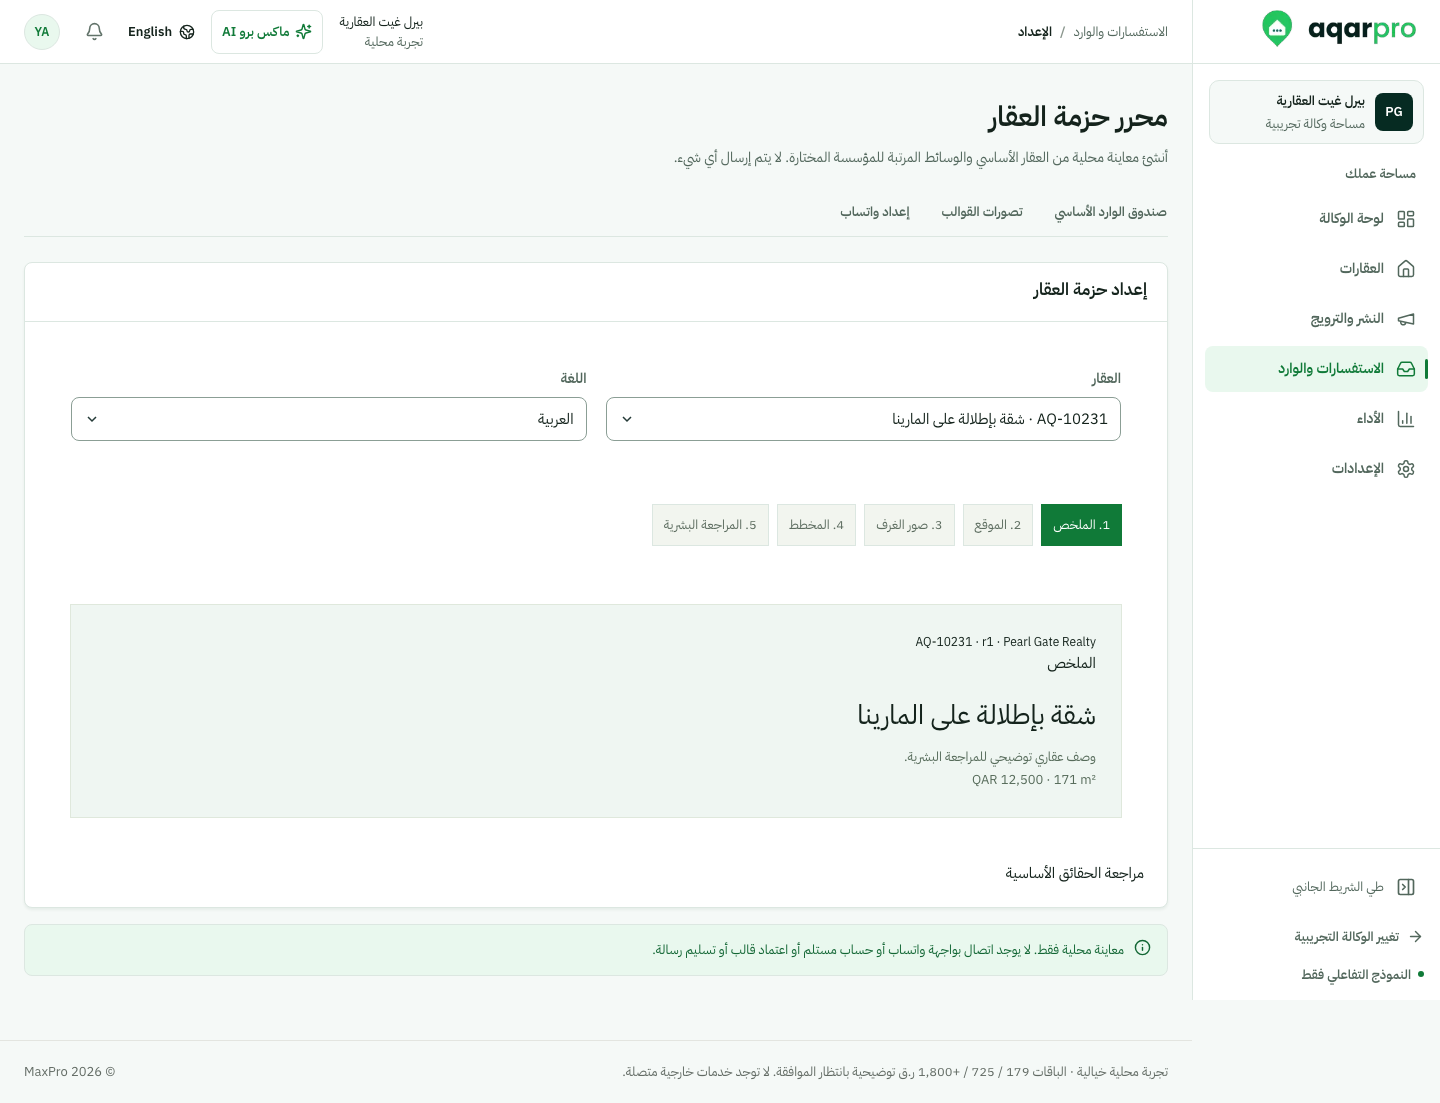 aqarpro
الاستفسارات والوارد / الإعداد
بيرل غيت العقارية
تجربة محلية
ماكس برو AI
English
YA
PG
بيرل غيت العقارية
مساحة وكالة تجريبية
مساحة عملك
لوحة الوكالة
العقارات
النشر والترويج
الاستفسارات والوارد
الأداء
الإعدادات
طي الشريط الجانبي
تغيير الوكالة التجريبية
النموذج التفاعلي فقط
محرر حزمة العقار
أنشئ معاينة محلية من العقار الأساسي والوسائط المرتبة للمؤسسة المختارة. لا يتم إرسال أي شيء.
صندوق الوارد الأساسي
تصورات القوالب
إعداد واتساب
إعداد حزمة العقار
العقار
AQ-10231 · شقة بإطلالة على المارينا
اللغة
العربية
1. الملخص
2. الموقع
3. صور الغرف
4. المخطط
5. المراجعة البشرية
AQ-10231 · r1 · Pearl Gate Realty
الملخص
شقة بإطلالة على المارينا
وصف عقاري توضيحي للمراجعة البشرية.
QAR 12,500 · 171 m²
مراجعة الحقائق الأساسية
معاينة محلية فقط. لا يوجد اتصال بواجهة واتساب أو حساب مستلم أو اعتماد قالب أو تسليم رسالة.
تجربة محلية خيالية · الباقات 179 / 725 / +1,800 ر.ق توضيحية بانتظار الموافقة. لا توجد خدمات خارجية متصلة.
© 2026 MaxPro